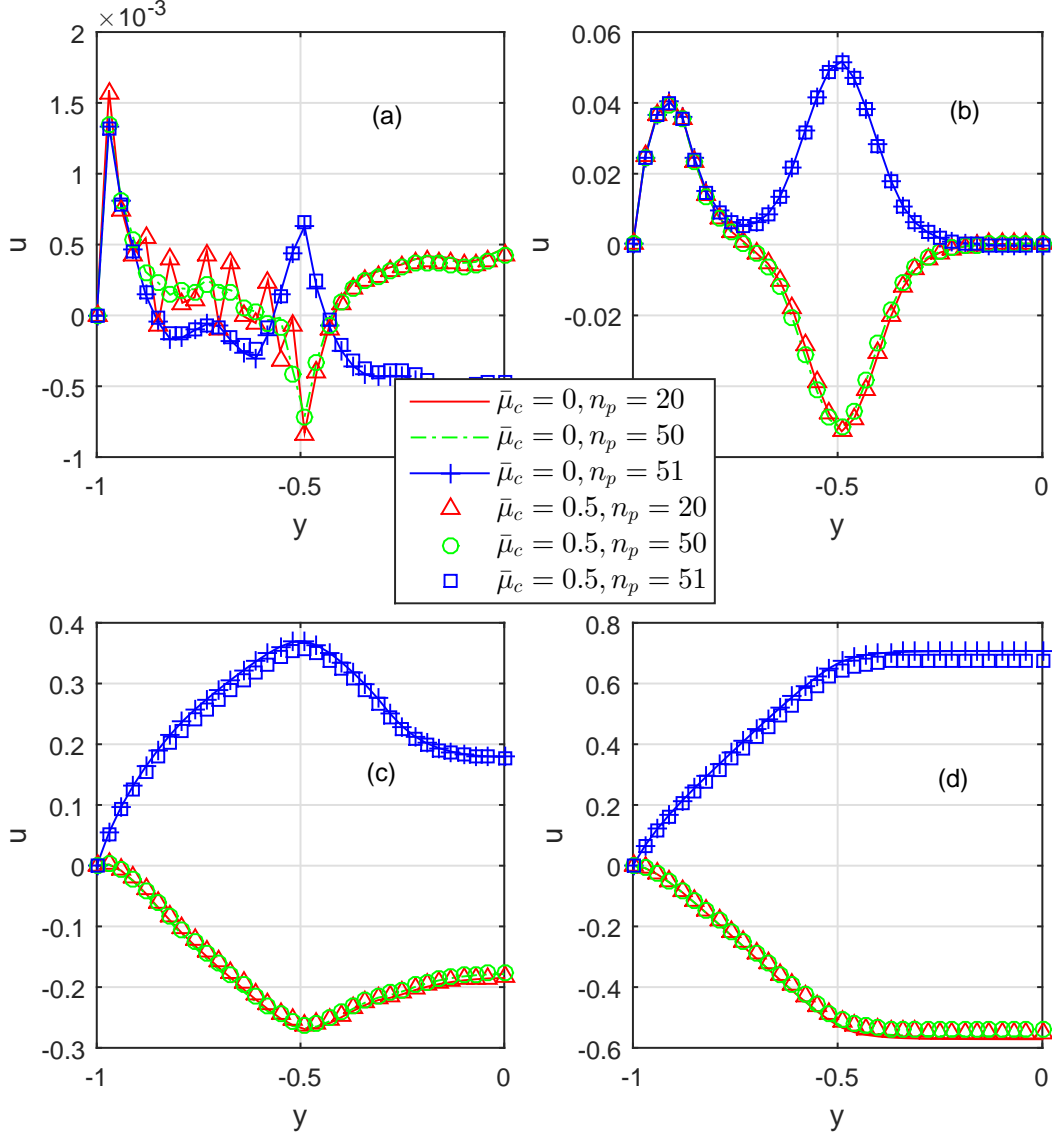 ×10⁻³
2
1.5
1
0.5
0
-0.5
-1
-1
-0.5
0
u
y
(a)
0.06
0.04
0.02
0
-0.02
-1
-0.5
0
u
y
(b)
μ̄_c = 0, n_p = 20
μ̄_c = 0, n_p = 50
μ̄_c = 0, n_p = 51
μ̄_c = 0.5, n_p = 20
μ̄_c = 0.5, n_p = 50
μ̄_c = 0.5, n_p = 51
0.4
0.3
0.2
0.1
0
-0.1
-0.2
-0.3
-1
-0.5
0
u
y
(c)
0.8
0.6
0.4
0.2
0
-0.2
-0.4
-0.6
-1
-0.5
0
u
y
(d)